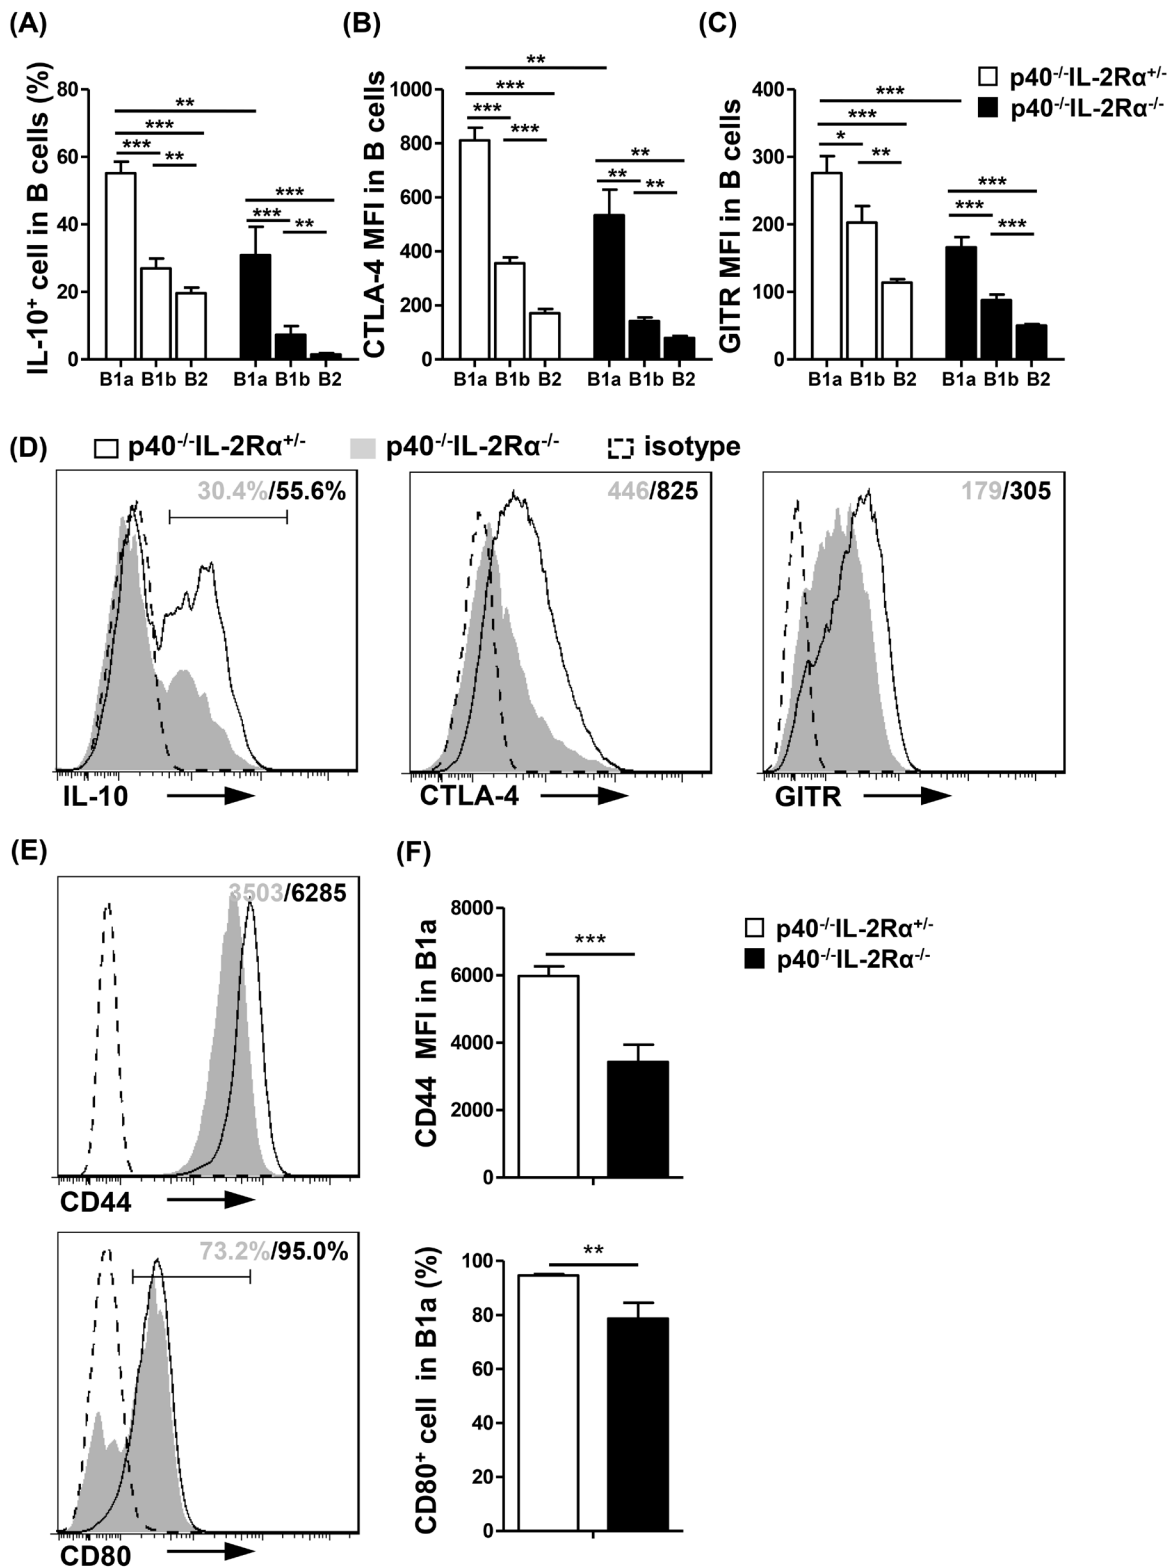 (A)
IL-10⁺ cell in B cells (%)
80
60
40
20
0
**
***
***
**
***
***
**
B1a B1b B2 B1a B1b B2
(B)
CTLA-4 MFI in B cells
1000
800
600
400
200
0
**
***
***
***
**
**
**
B1a B1b B2 B1a B1b B2
(C)
GITR MFI in B cells
400
300
200
100
0
***
***
*
**
***
***
***
B1a B1b B2 B1a B1b B2
p40⁻/⁻IL-2Rα⁺/⁻
p40⁻/⁻IL-2Rα⁻/⁻
(D)
p40⁻/⁻IL-2Rα⁺/⁻ p40⁻/⁻IL-2Rα⁻/⁻ isotype
30.4%/55.6%
IL-10
446/825
CTLA-4
179/305
GITR
(E)
3503/6285
CD44
73.2%/95.0%
CD80
(F)
CD44 MFI in B1a
8000
6000
4000
2000
0
***
p40⁻/⁻IL-2Rα⁺/⁻
p40⁻/⁻IL-2Rα⁻/⁻
CD80⁺ cell in B1a (%)
100
80
60
40
20
0
**